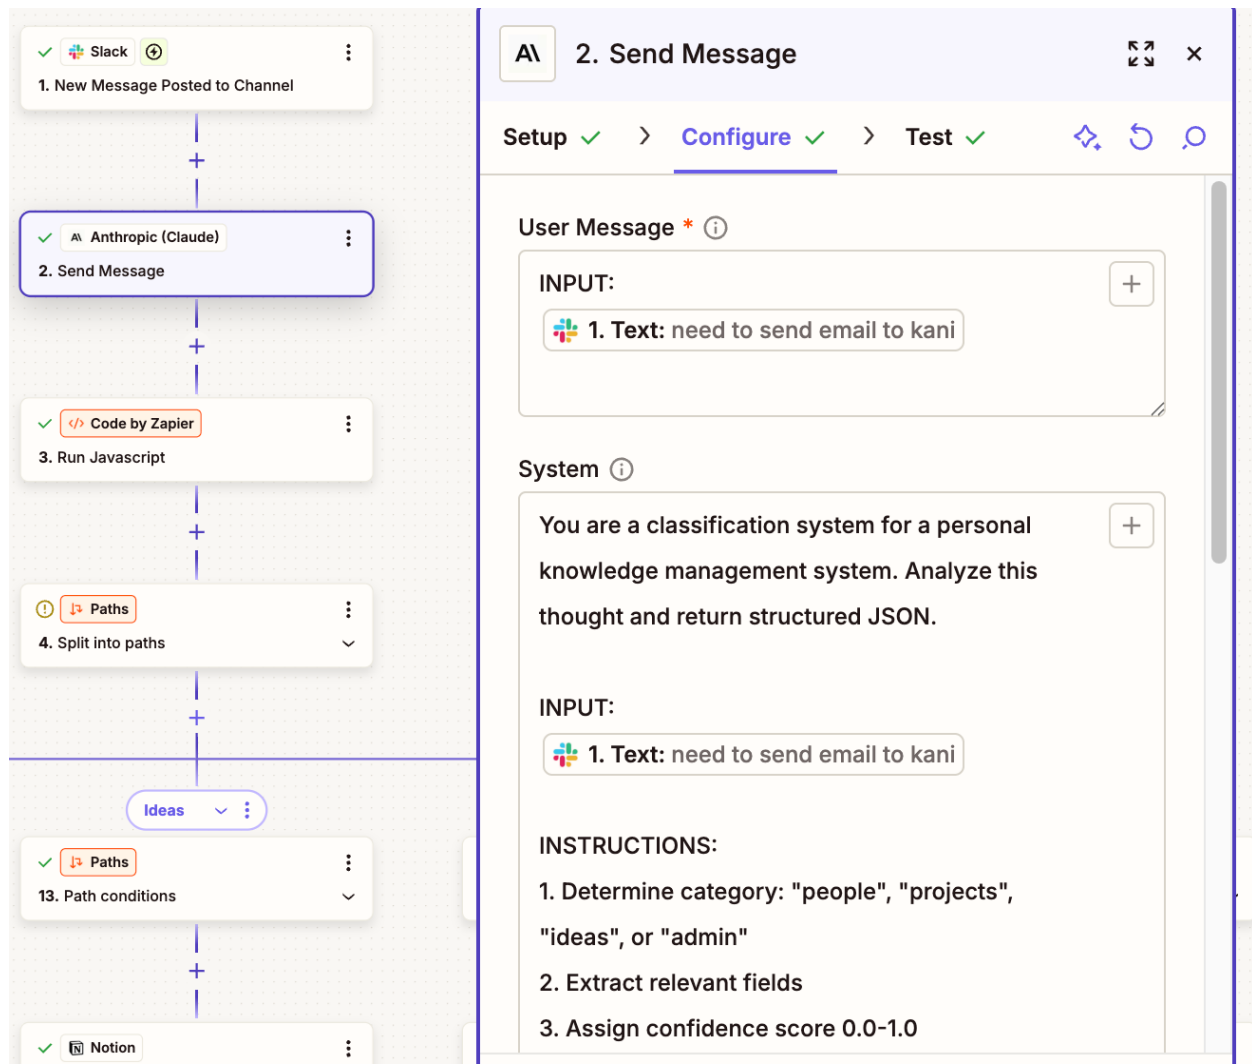 Slack
1. New Message Posted to Channel
Anthropic (Claude)
2. Send Message
Code by Zapier
3. Run Javascript
Paths
4. Split into paths
Ideas
Paths
13. Path conditions
Notion
2. Send Message
Setup
Configure
Test
User Message *
INPUT:
1. Text: need to send email to kani
System
You are a classification system for a personal
knowledge management system. Analyze this
thought and return structured JSON.
INPUT:
1. Text: need to send email to kani
INSTRUCTIONS:
1. Determine category: "people", "projects",
"ideas", or "admin"
2. Extract relevant fields
3. Assign confidence score 0.0-1.0